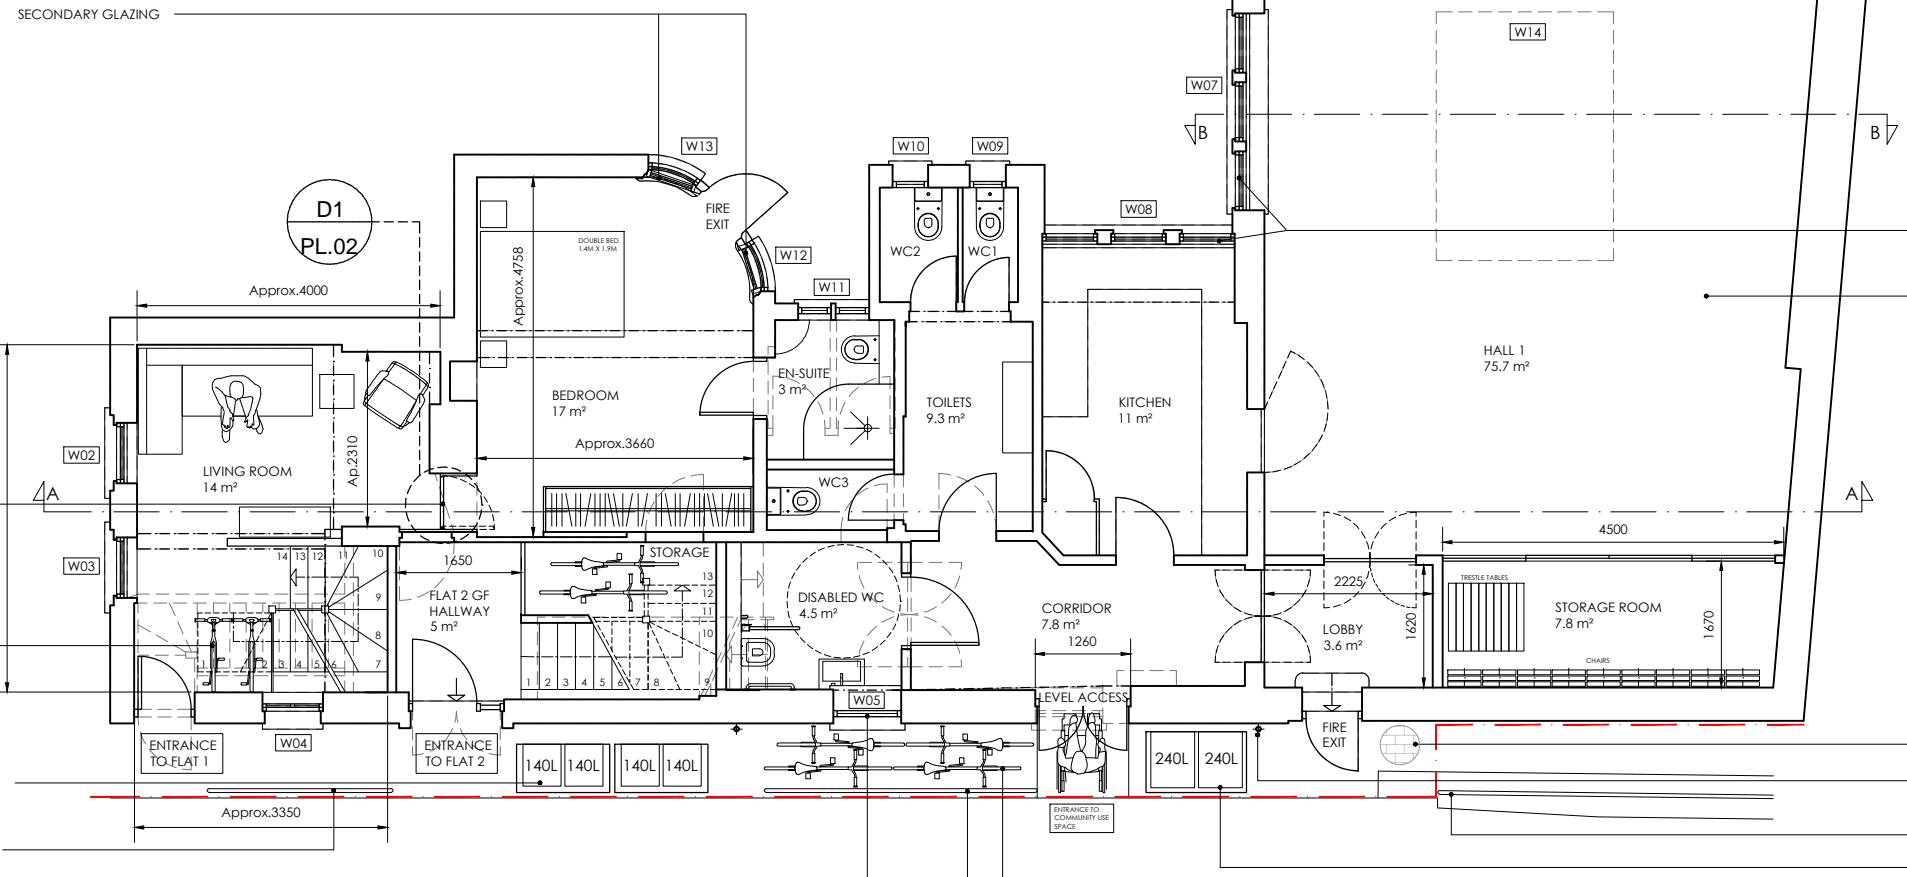 SECONDARY GLAZING
W14
W07
B
B
W13
W10
W09
D1
PL.02
FIRE
EXIT
W08
DOUBLE BED
1.4M X 1.9M
W12
WC2
WC1
Approx.4758
Approx.4000
W11
HALL 1
75.7 m²
EN-SUITE
3 m²
BEDROOM
17 m²
TOILETS
9.3 m²
KITCHEN
11 m²
Approx.3660
W02
Ap.2310
LIVING ROOM
14 m²
WC3
A
A
4500
W03
14 13 12 11 10
9
8
7
1 2 3 4 5 6
1650
STORAGE
13
12
11
10
9
1 2 3 4 5 6 7 8
FLAT 2 GF
HALLWAY
5 m²
DISABLED WC
4.5 m²
CORRIDOR
7.8 m²
1260
2225
1620
LOBBY
3.6 m²
TRESTLE TABLES
STORAGE ROOM
7.8 m²
1670
CHAIRS
W05
LEVEL ACCESS
W04
ENTRANCE
TO FLAT 1
ENTRANCE
TO FLAT 2
FIRE
EXIT
140L 140L 140L 140L
240L 240L
Approx.3350
ENTRANCE TO
COMMUNITY USE
SPACE